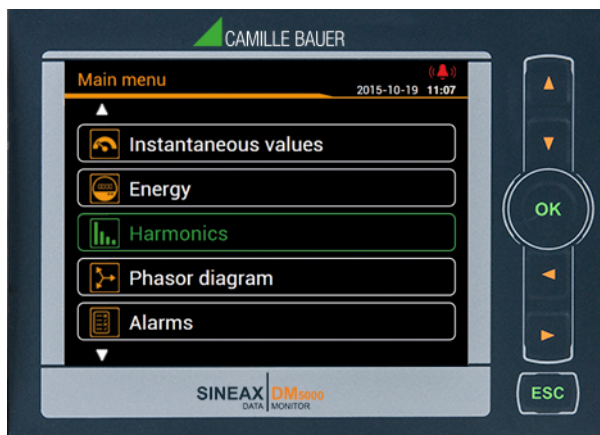 CAMILLE BAUER
Main menu
2015-10-19 11:07
Instantaneous values
Energy
Harmonics
OK
Phasor diagram
Alarms
SINEAX DM5000
DATA MONITOR
ESC